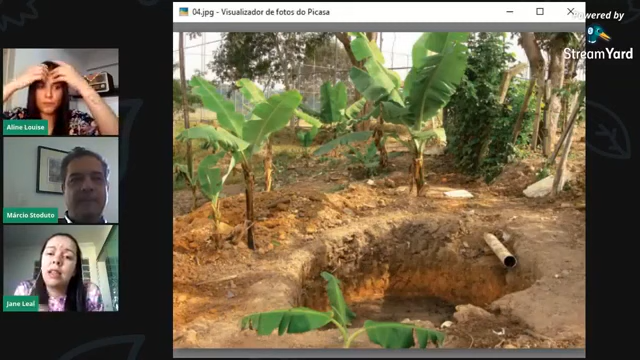 04.jpg - Visualizador de fotos do Picasa
Powered by
StreamYard
Aline Louise
Márcio Stoduto
Jane Leal